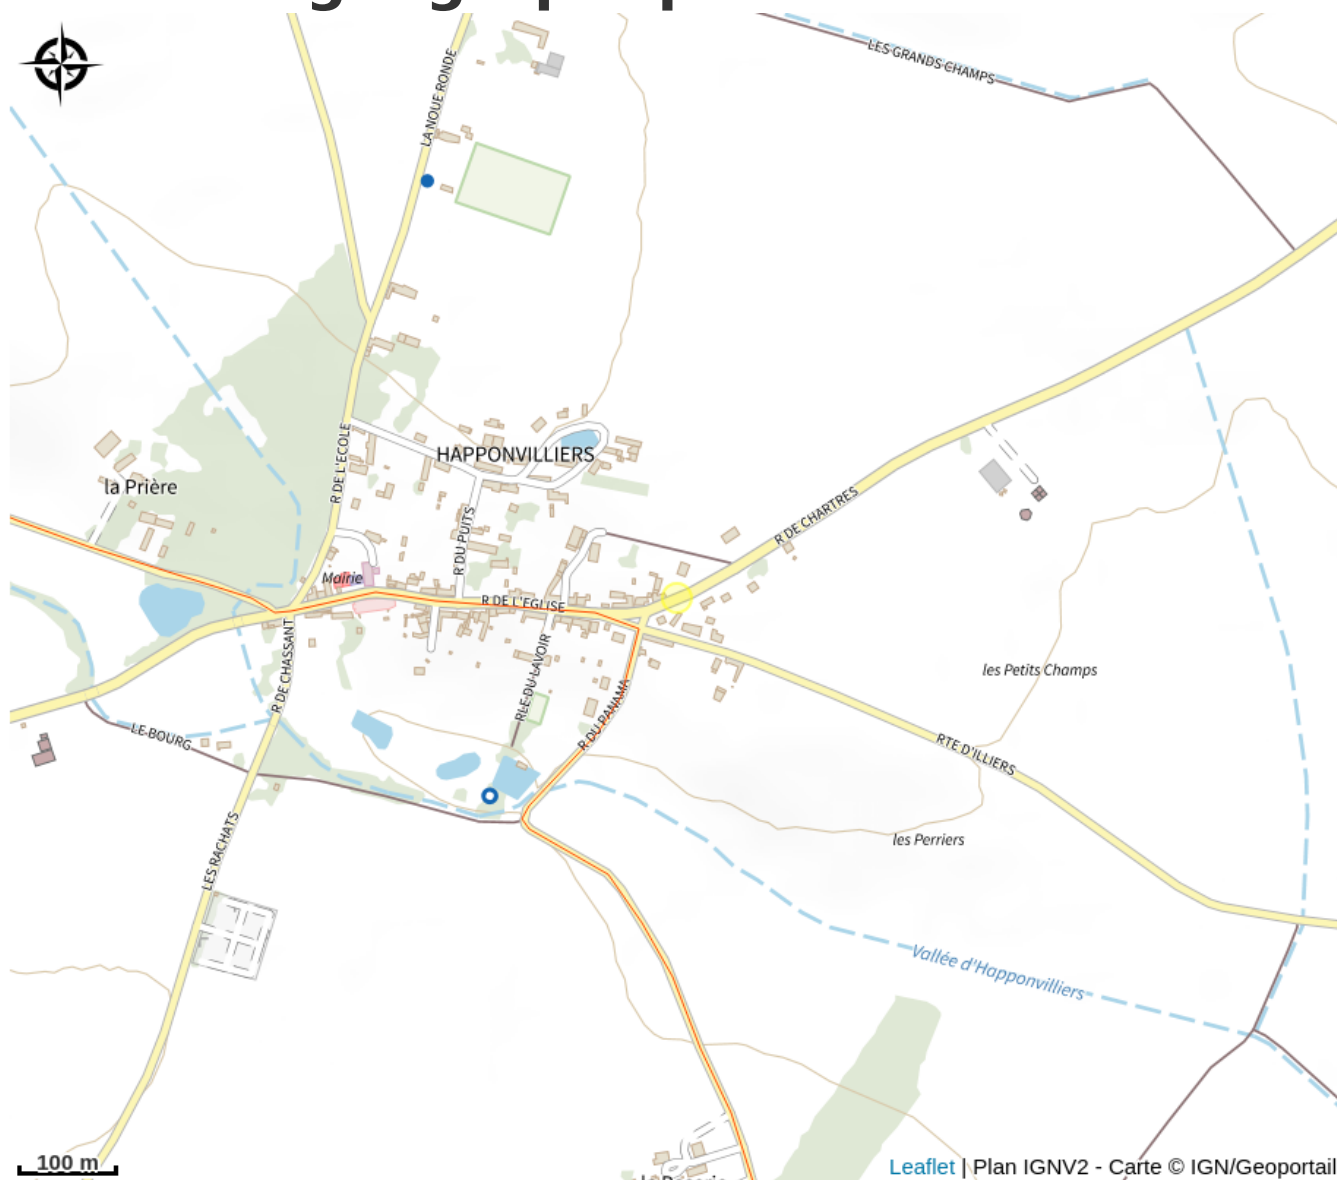 LES GRANDS CHAMPS
LA NOUE RONDE
HAPPONVILLIERS
R DE L'ECOLE
la Prière
R DU PUITS
R DE CHARTRES
Mairie
R DE L'EGLISE
R DE CHASSANT
RLE DU LAVOIR
les Petits Champs
R DU PANAMA
LE BOURG
RTE D'ILLIERS
les Perriers
LES RACHATS
Vallée d'Happonvilliers
100 m
Leaflet | Plan IGNV2 - Carte © IGN/Geoportail